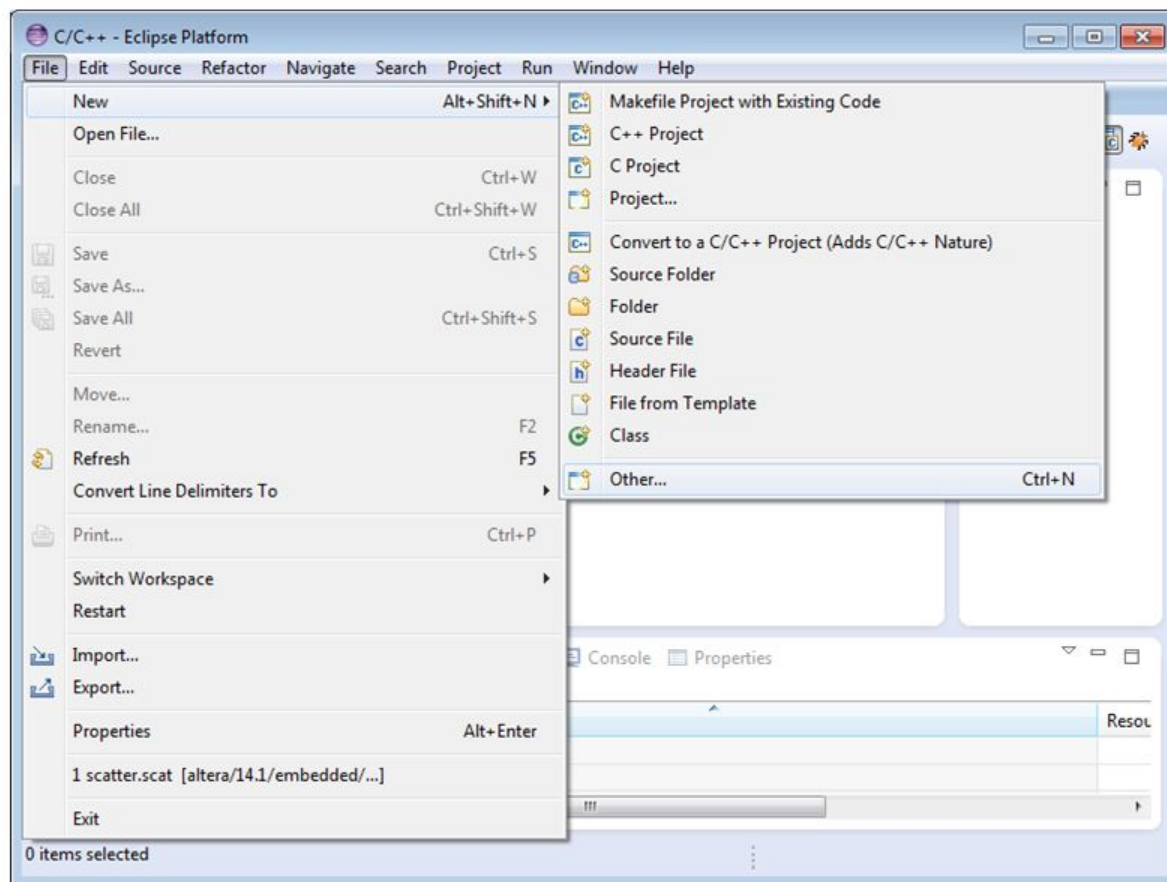 C/C++ - Eclipse Platform
File Edit Source Refactor Navigate Search Project Run Window Help
New Alt+Shift+N
Open File...
Close Ctrl+W
Close All Ctrl+Shift+W
Save Ctrl+S
Save As...
Save All Ctrl+Shift+S
Revert
Move...
Rename... F2
Refresh F5
Convert Line Delimiters To
Print... Ctrl+P
Switch Workspace
Restart
Import...
Export...
Properties Alt+Enter
1 scatter.scat [altera/14.1/embedded/...]
Exit
Makefile Project with Existing Code
C++ Project
C Project
Project...
Convert to a C/C++ Project (Adds C/C++ Nature)
Source Folder
Folder
Source File
Header File
File from Template
Class
Other... Ctrl+N
Console Properties
Resou
0 items selected